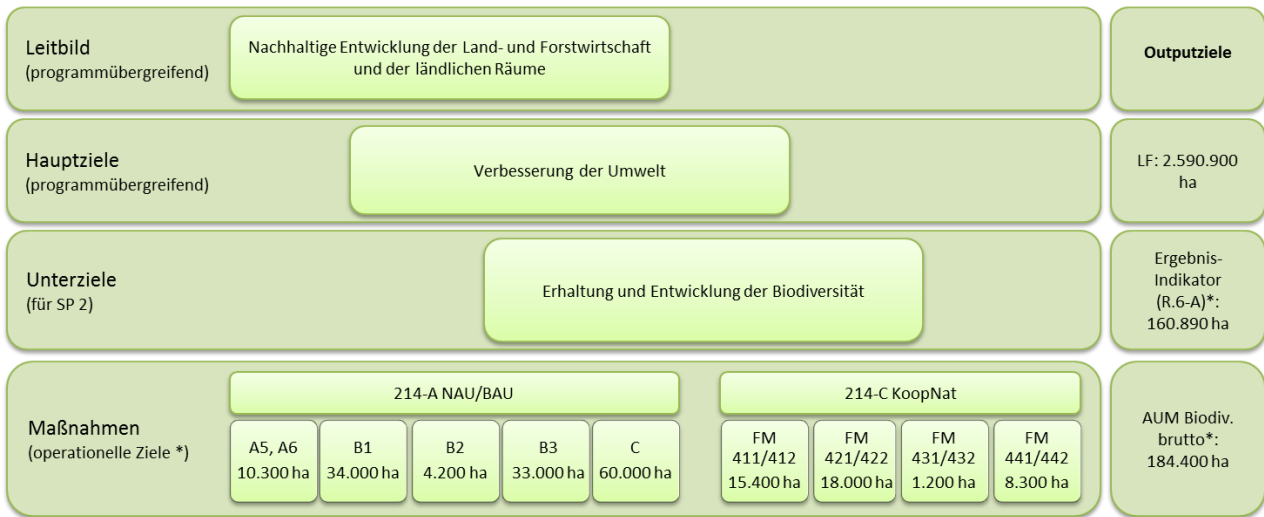 Leitbild
(programmübergreifend)
Nachhaltige Entwicklung der Land- und Forstwirtschaft
und der ländlichen Räume
Outputziele
Hauptziele
(programmübergreifend)
Verbesserung der Umwelt
LF: 2.590.900
ha
Unterziele
(für SP 2)
Erhaltung und Entwicklung der Biodiversität
Ergebnis-
Indikator
(R.6-A)*:
160.890 ha
Maßnahmen
(operationelle Ziele *)
214-A NAU/BAU
A5, A6
10.300 ha
B1
34.000 ha
B2
4.200 ha
B3
33.000 ha
C
60.000 ha
214-C KoopNat
FM
411/412
15.400 ha
FM
421/422
18.000 ha
FM
431/432
1.200 ha
FM
441/442
8.300 ha
AUM Biodiv.
brutto*:
184.400 ha